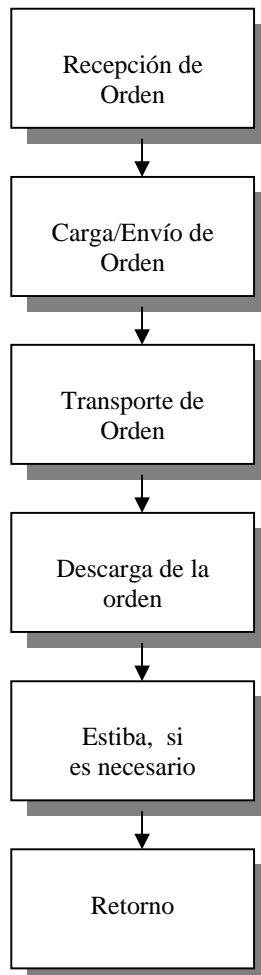 Recepción de
Orden
Carga/Envío de
Orden
Transporte de
Orden
Descarga de la
orden
Estiba, si
es necesario
Retorno